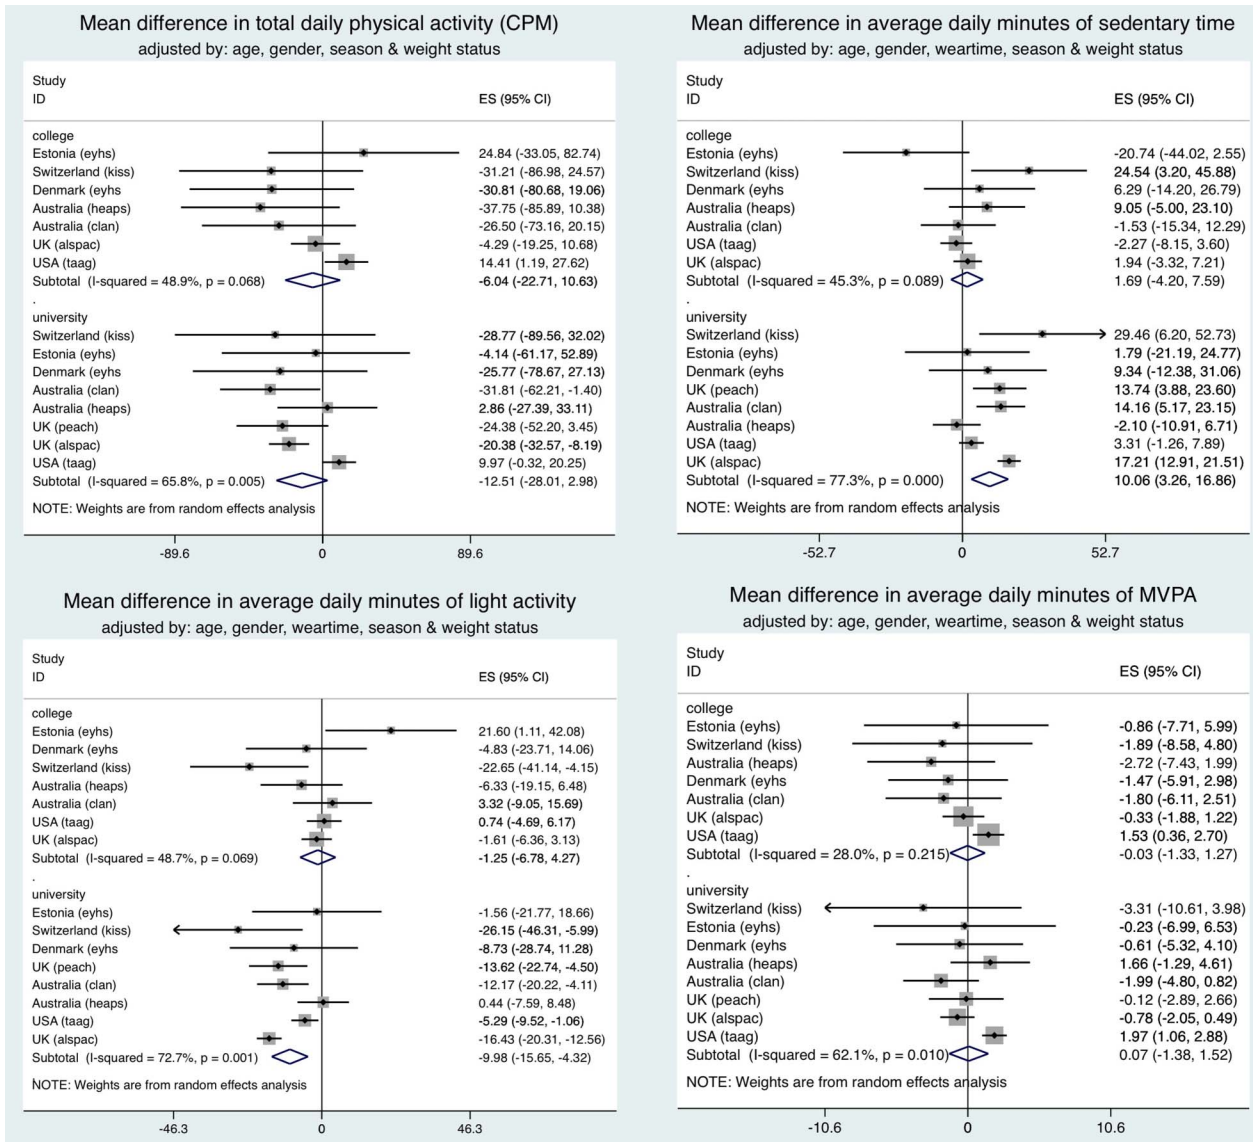 Mean difference in total daily physical activity (CPM)
adjusted by: age, gender, season & weight status
Study
ID ES (95% CI)
college
Estonia (eyhs) 24.84 (-33.05, 82.74)
Switzerland (kiss) -31.21 (-86.98, 24.57)
Denmark (eyhs -30.81 (-80.68, 19.06)
Australia (heaps) -37.75 (-85.89, 10.38)
Australia (clan) -26.50 (-73.16, 20.15)
UK (alspac) -4.29 (-19.25, 10.68)
USA (taag) 14.41 (1.19, 27.62)
Subtotal (I-squared = 48.9%, p = 0.068) -6.04 (-22.71, 10.63)
.
university
Switzerland (kiss) -28.77 (-89.56, 32.02)
Estonia (eyhs) -4.14 (-61.17, 52.89)
Denmark (eyhs -25.77 (-78.67, 27.13)
Australia (clan) -31.81 (-62.21, -1.40)
Australia (heaps) 2.86 (-27.39, 33.11)
UK (peach) -24.38 (-52.20, 3.45)
UK (alspac) -20.38 (-32.57, -8.19)
USA (taag) 9.97 (-0.32, 20.25)
Subtotal (I-squared = 65.8%, p = 0.005) -12.51 (-28.01, 2.98)
NOTE: Weights are from random effects analysis
-89.6 0 89.6
Mean difference in average daily minutes of sedentary time
adjusted by: age, gender, weartime, season & weight status
Study
ID ES (95% CI)
college
Estonia (eyhs) -20.74 (-44.02, 2.55)
Switzerland (kiss) 24.54 (3.20, 45.88)
Denmark (eyhs 6.29 (-14.20, 26.79)
Australia (heaps) 9.05 (-5.00, 23.10)
Australia (clan) -1.53 (-15.34, 12.29)
USA (taag) -2.27 (-8.15, 3.60)
UK (alspac) 1.94 (-3.32, 7.21)
Subtotal (I-squared = 45.3%, p = 0.089) 1.69 (-4.20, 7.59)
.
university
Switzerland (kiss) 29.46 (6.20, 52.73)
Estonia (eyhs) 1.79 (-21.19, 24.77)
Denmark (eyhs 9.34 (-12.38, 31.06)
UK (peach) 13.74 (3.88, 23.60)
Australia (clan) 14.16 (5.17, 23.15)
Australia (heaps) -2.10 (-10.91, 6.71)
USA (taag) 3.31 (-1.26, 7.89)
UK (alspac) 17.21 (12.91, 21.51)
Subtotal (I-squared = 77.3%, p = 0.000) 10.06 (3.26, 16.86)
NOTE: Weights are from random effects analysis
-52.7 0 52.7
Mean difference in average daily minutes of light activity
adjusted by: age, gender, weartime, season & weight status
Study
ID ES (95% CI)
college
Estonia (eyhs) 21.60 (1.11, 42.08)
Denmark (eyhs -4.83 (-23.71, 14.06)
Switzerland (kiss) -22.65 (-41.14, -4.15)
Australia (heaps) -6.33 (-19.15, 6.48)
Australia (clan) 3.32 (-9.05, 15.69)
USA (taag) 0.74 (-4.69, 6.17)
UK (alspac) -1.61 (-6.36, 3.13)
Subtotal (I-squared = 48.7%, p = 0.069) -1.25 (-6.78, 4.27)
.
university
Estonia (eyhs) -1.56 (-21.77, 18.66)
Switzerland (kiss) -26.15 (-46.31, -5.99)
Denmark (eyhs -8.73 (-28.74, 11.28)
UK (peach) -13.62 (-22.74, -4.50)
Australia (clan) -12.17 (-20.22, -4.11)
Australia (heaps) 0.44 (-7.59, 8.48)
USA (taag) -5.29 (-9.52, -1.06)
UK (alspac) -16.43 (-20.31, -12.56)
Subtotal (I-squared = 72.7%, p = 0.001) -9.98 (-15.65, -4.32)
NOTE: Weights are from random effects analysis
-46.3 0 46.3
Mean difference in average daily minutes of MVPA
adjusted by: age, gender, weartime, season & weight status
Study
ID ES (95% CI)
college
Estonia (eyhs) -0.86 (-7.71, 5.99)
Switzerland (kiss) -1.89 (-8.58, 4.80)
Australia (heaps) -2.72 (-7.43, 1.99)
Denmark (eyhs -1.47 (-5.91, 2.98)
Australia (clan) -1.80 (-6.11, 2.51)
UK (alspac) -0.33 (-1.88, 1.22)
USA (taag) 1.53 (0.36, 2.70)
Subtotal (I-squared = 28.0%, p = 0.215) -0.03 (-1.33, 1.27)
.
university
Switzerland (kiss) -3.31 (-10.61, 3.98)
Estonia (eyhs) -0.23 (-6.99, 6.53)
Denmark (eyhs -0.61 (-5.32, 4.10)
Australia (heaps) 1.66 (-1.29, 4.61)
Australia (clan) -1.99 (-4.80, 0.82)
UK (peach) -0.12 (-2.89, 2.66)
UK (alspac) -0.78 (-2.05, 0.49)
USA (taag) 1.97 (1.06, 2.88)
Subtotal (I-squared = 62.1%, p = 0.010) 0.07 (-1.38, 1.52)
NOTE: Weights are from random effects analysis
-10.6 0 10.6